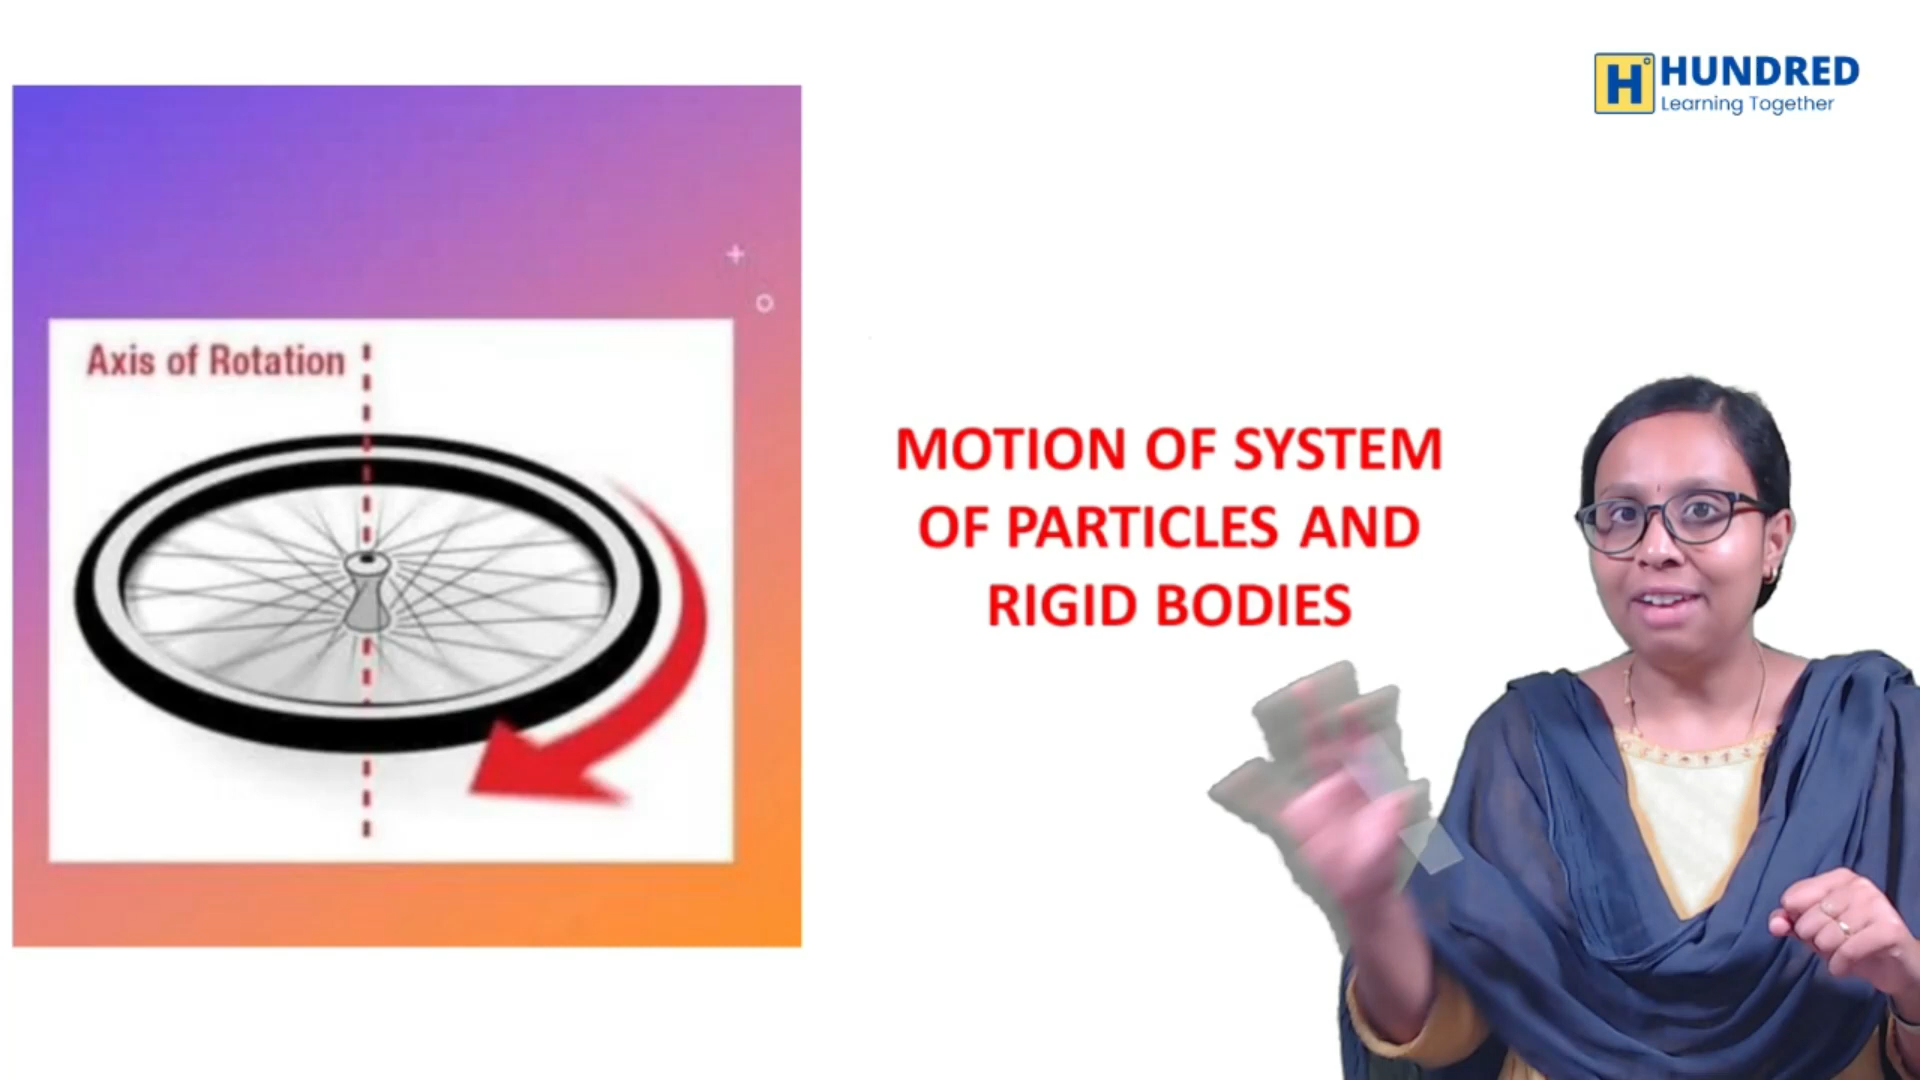 H HUNDRED
Learning Together
Axis of Rotation
MOTION OF SYSTEM
OF PARTICLES AND
RIGID BODIES